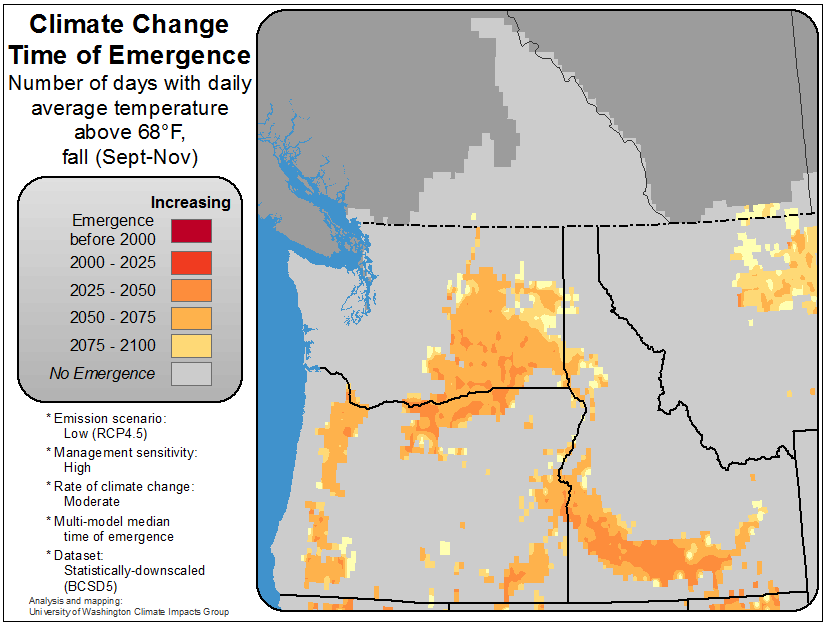 Climate Change
Time of Emergence
Number of days with daily
average temperature
above 68°F,
fall (Sept-Nov)
Increasing
Emergence
before 2000
2000 - 2025
2025 - 2050
2050 - 2075
2075 - 2100
No Emergence
* Emission scenario:
Low (RCP4.5)
* Management sensitivity:
High
* Rate of climate change:
Moderate
* Multi-model median
time of emergence
* Dataset:
Statistically-downscaled
(BCSD5)
Analysis and mapping:
University of Washington Climate Impacts Group